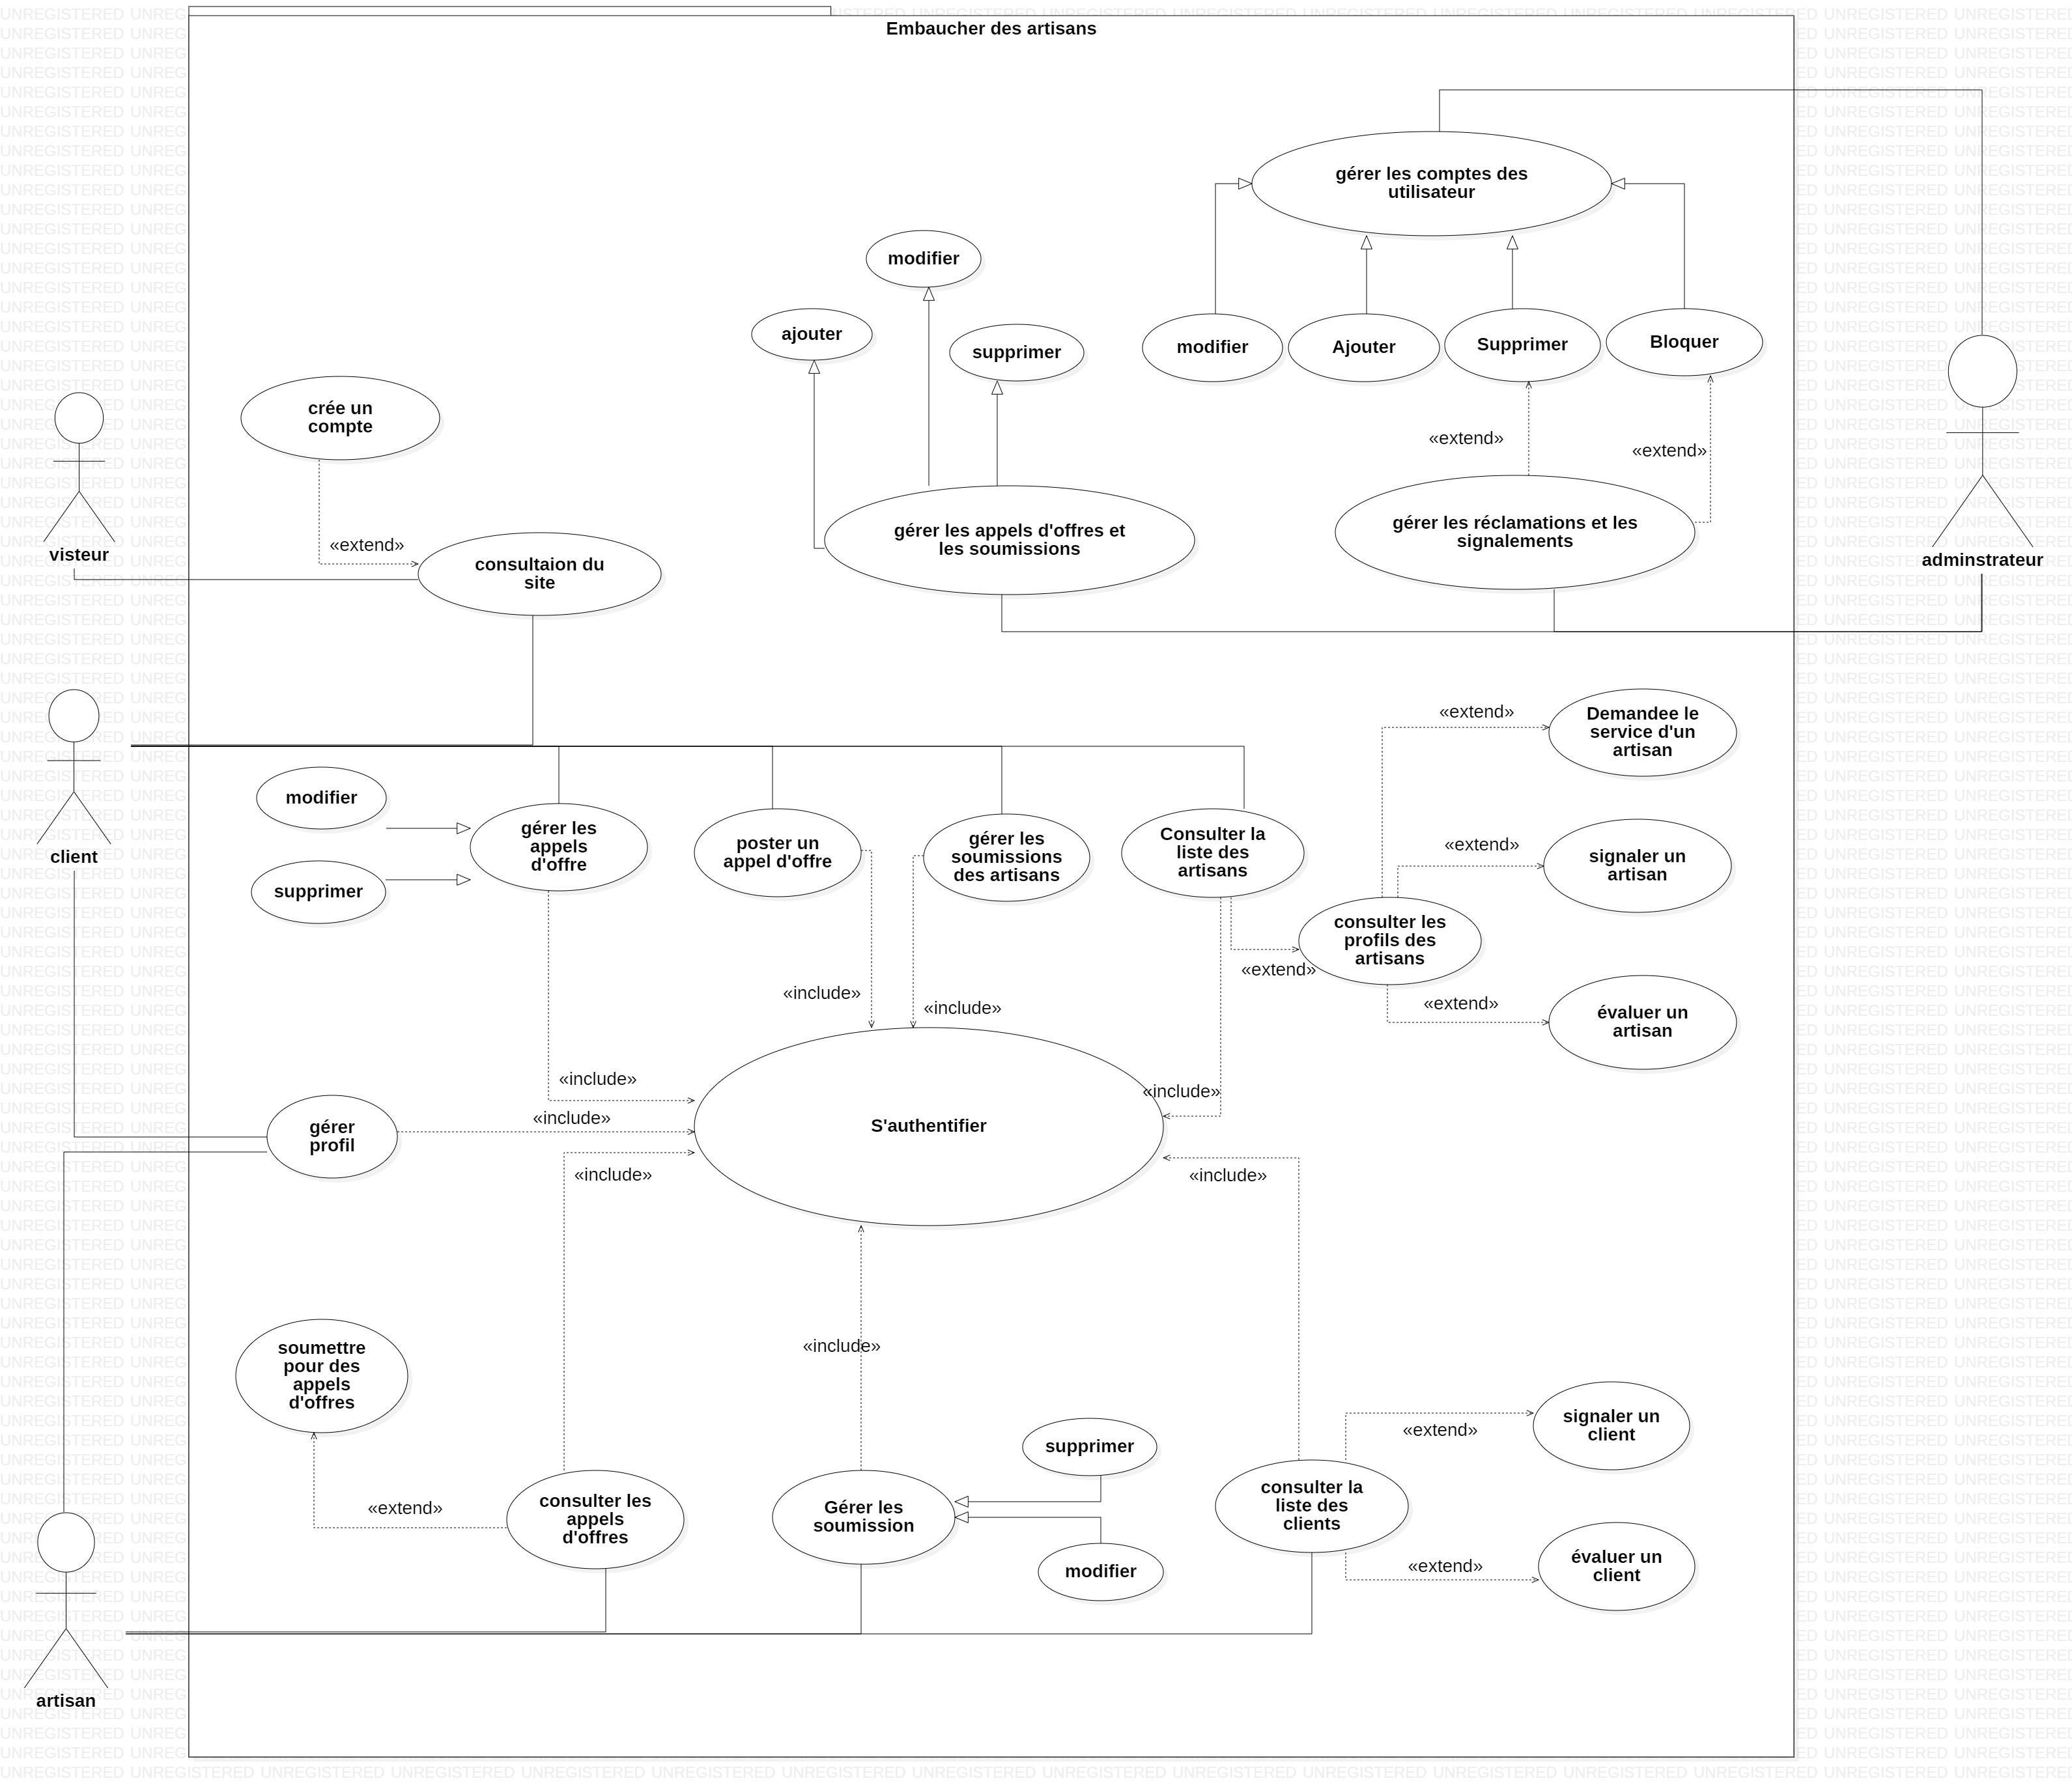 Embaucher des artisans
gérer les comptes des
utilisateur
modifier
ajouter
supprimer
modifier
Ajouter
Supprimer
Bloquer
crée un
compte
«extend»
«extend»
visteur
«extend»
consultaion du
site
gérer les appels d'offres et
les soumissions
gérer les réclamations et les
signalements
adminstrateur
client
modifier
supprimer
gérer les
appels
d'offre
poster un
appel d'offre
gérer les
soumissions
des artisans
Consulter la
liste des
artisans
«extend»
Demandee le
service d'un
artisan
«extend»
signaler un
artisan
consulter les
profils des
artisans
«extend»
«extend»
évaluer un
artisan
«include»
«include»
«include»
«include»
gérer
profil
«include»
S'authentifier
«include»
«include»
soumettre
pour des
appels
d'offres
«include»
«extend»
consulter les
appels
d'offres
Gérer les
soumission
supprimer
modifier
consulter la
liste des
clients
«extend»
signaler un
client
«extend»
évaluer un
client
artisan
UNREGISTERED